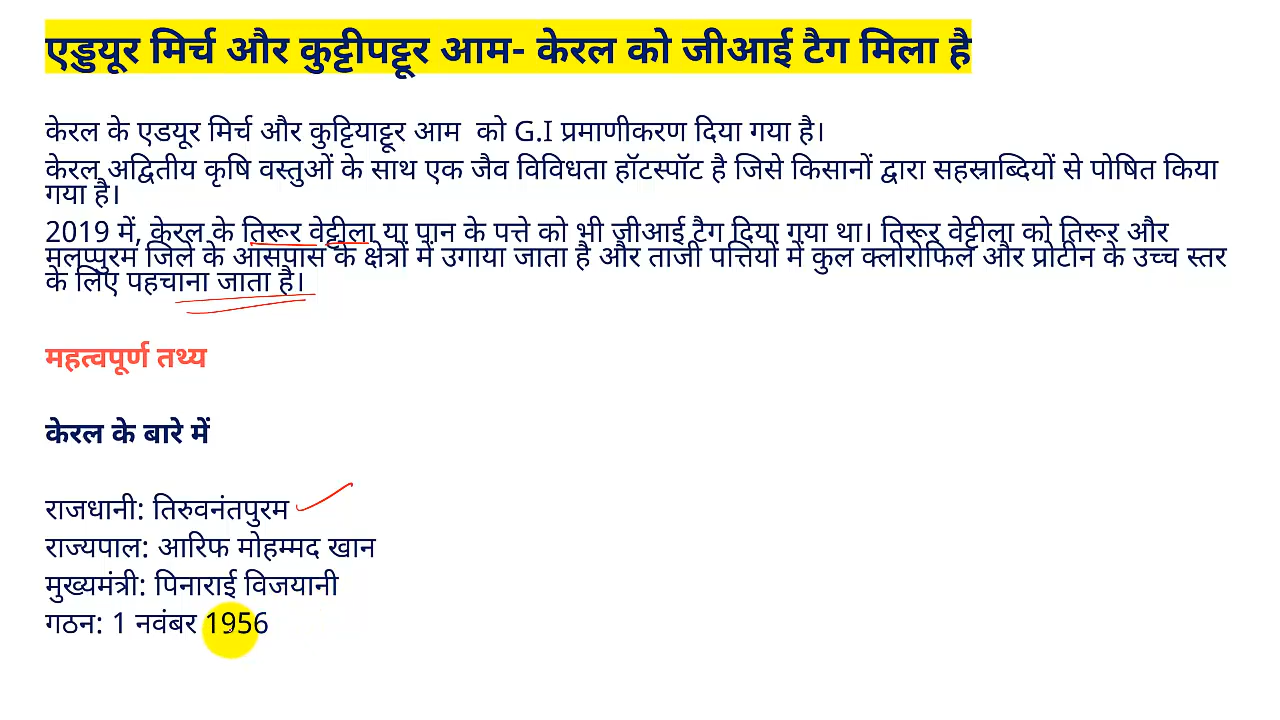 एड्डयूर मिर्च और कुट्टीपट्टूर आम- केरल को जीआई टैग मिला है
केरल के एडयूर मिर्च और कुट्टियाट्टूर आम को G.I प्रमाणीकरण दिया गया है।
केरल अद्वितीय कृषि वस्तुओं के साथ एक जैव विविधता हॉटस्पॉट है जिसे किसानों द्वारा सहस्राब्दियों से पोषित किया
गया है।
2019 में, केरल के तिरूर वेट्टीला या पान के पत्ते को भी जीआई टैग दिया गया था। तिरूर वेट्टीला को तिरूर और
मलप्पुरम जिले के आसपास के क्षेत्रों में उगाया जाता है और ताजी पत्तियों में कुल क्लोरोफिल और प्रोटीन के उच्च स्तर
के लिए पहचाना जाता है।
महत्वपूर्ण तथ्य
केरल के बारे में
राजधानी: तिरुवनंतपुरम
राज्यपाल: आरिफ मोहम्मद खान
मुख्यमंत्री: पिनाराई विजयानी
गठन: 1 नवंबर 1956